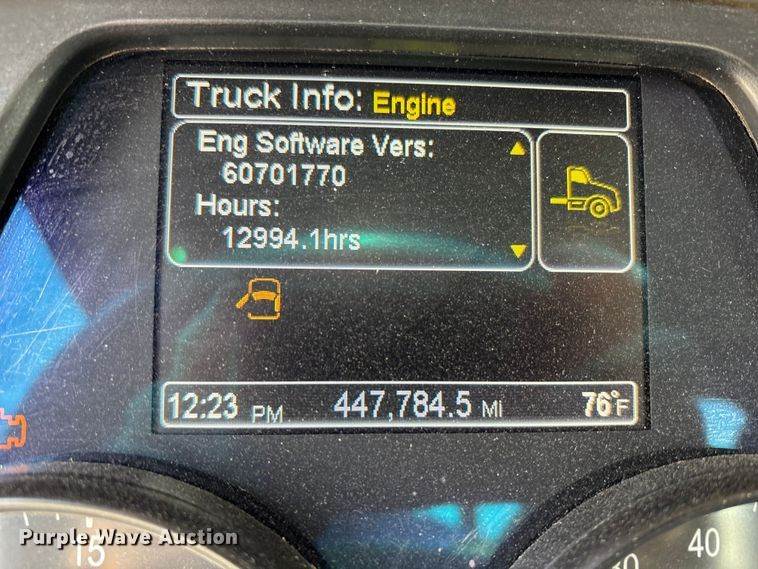 Truck Info: Engine
Eng Software Vers:
60701770
Hours:
12994.1hrs
12:23 PM 447,784.5 MI 76°F
15
40
Purple Wave Auction